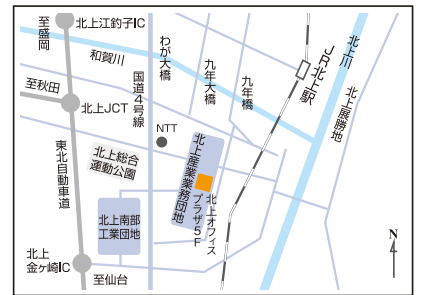 北上江釣子IC
至盛岡
和賀川
わが大橋
九年大橋
九年橋
JR北上駅
北上川
北上展勝地
至秋田
国道4号線
北上JCT
NTT
東北自動車道
北上総合
運動公園
北上産業業務団地
北上オフィス
プラザ5F
北上南部
工業団地
北上
金ヶ崎IC
至仙台
N